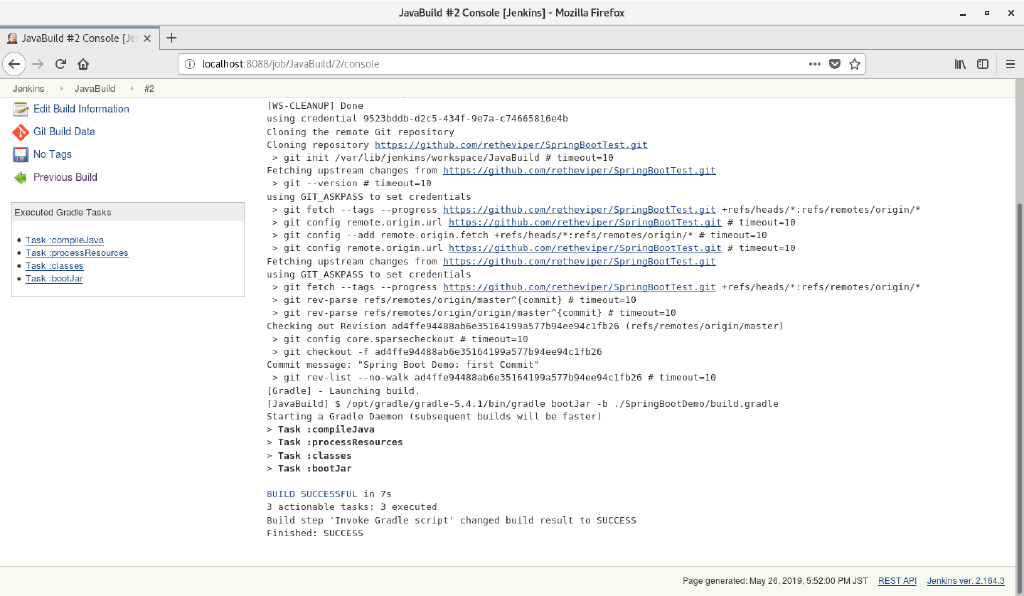 JavaBuild #2 Console [Jenkins] - Mozilla Firefox
JavaBuild #2 Console [Je
localhost:8088/job/JavaBuild/2/console
Jenkins
JavaBuild
#2
Edit Build Information
Git Build Data
No Tags
Previous Build
Executed Gradle Tasks
Task :compileJava
Task :processResources
Task :classes
Task :bootJar
[WS-CLEANUP] Done
using credential 9523bddb-d2c5-434f-9e7a-c74665816e4b
Cloning the remote Git repository
Cloning repository https://github.com/retheviper/SpringBootTest.git
> git init /var/lib/jenkins/workspace/JavaBuild # timeout=10
Fetching upstream changes from https://github.com/retheviper/SpringBootTest.git
> git --version # timeout=10
using GIT_ASKPASS to set credentials
> git fetch --tags --progress https://github.com/retheviper/SpringBootTest.git +refs/heads/*:refs/remotes/origin/*
> git config remote.origin.url https://github.com/retheviper/SpringBootTest.git # timeout=10
> git config --add remote.origin.fetch +refs/heads/*:refs/remotes/origin/* # timeout=10
> git config remote.origin.url https://github.com/retheviper/SpringBootTest.git # timeout=10
Fetching upstream changes from https://github.com/retheviper/SpringBootTest.git
using GIT_ASKPASS to set credentials
> git fetch --tags --progress https://github.com/retheviper/SpringBootTest.git +refs/heads/*:refs/remotes/origin/*
> git rev-parse refs/remotes/origin/master^{commit} # timeout=10
> git rev-parse refs/remotes/origin/origin/master^{commit} # timeout=10
Checking out Revision ad4ffe94488ab6e35164199a577b94ee94c1fb26 (refs/remotes/origin/master)
> git config core.sparsecheckout # timeout=10
> git checkout -f ad4ffe94488ab6e35164199a577b94ee94c1fb26
Commit message: "Spring Boot Demo: first Commit"
> git rev-list --no-walk ad4ffe94488ab6e35164199a577b94ee94c1fb26 # timeout=10
[Gradle] - Launching build.
[JavaBuild] $ /opt/gradle/gradle-5.4.1/bin/gradle bootJar -b ./SpringBootDemo/build.gradle
Starting a Gradle Daemon (subsequent builds will be faster)
> Task :compileJava
> Task :processResources
> Task :classes
> Task :bootJar
BUILD SUCCESSFUL in 7s
3 actionable tasks: 3 executed
Build step 'Invoke Gradle script' changed build result to SUCCESS
Finished: SUCCESS
Page generated: May 26, 2019, 5:52:00 PM JST
REST API
Jenkins ver. 2.164.3